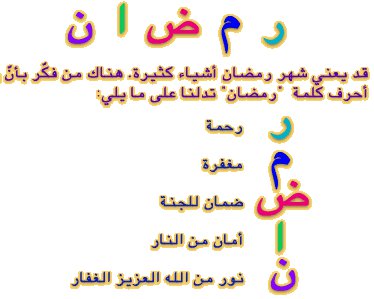 ر م ض ا ن
قد يعني شهر رمضان أشياء كثيرة. هناك من فكّر بأنّ
أحرف كلمة "رمضان" تدلنا على ما يلي:
ر رحمة
م مغفرة
ض ضمان للجنة
ا أمان من النار
ن نور من الله العزيز الغفار